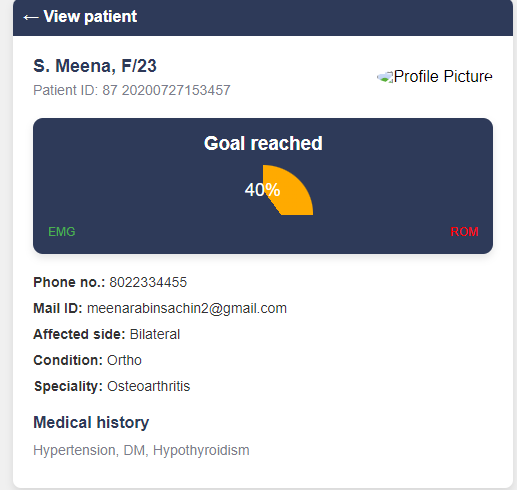 ← View patient
S. Meena, F/23
Patient ID: 87 20200727153457
Profile Picture
Goal reached
40%
EMG
ROM
Phone no.: 8022334455
Mail ID: meenarabinsachin2@gmail.com
Affected side: Bilateral
Condition: Ortho
Speciality: Osteoarthritis
Medical history
Hypertension, DM, Hypothyroidism